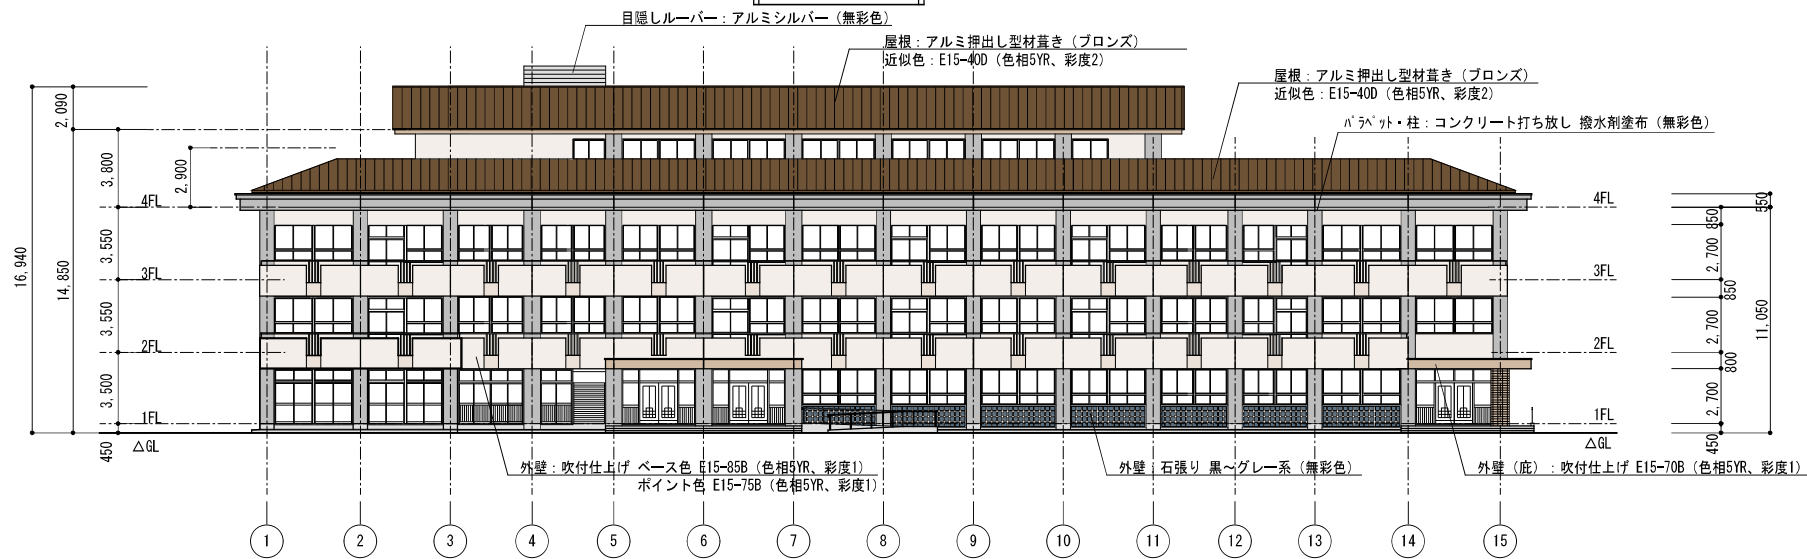 目隠しルーバー：アルミシルバー（無彩色）
屋根：アルミ押出し型材葺き（ブロンズ）
近似色：E15-40D（色相5YR、彩度2）
屋根：アルミ押出し型材葺き（ブロンズ）
近似色：E15-40D（色相5YR、彩度2）
パラペット・柱：コンクリート打ち放し 撥水剤塗布（無彩色）
2,090
3,800
2,900
4FL
3,550
3FL
3,550
2FL
3,500
1FL
450
△GL
16,940
14,850
4FL
3FL
2FL
1FL
△GL
550
850
2,700
850
2,700
800
2,700
450
11,050
外壁：吹付仕上げ ベース色 E15-85B（色相5YR、彩度1）
ポイント色 E15-75B（色相5YR、彩度1）
外壁：石張り 黒～グレー系（無彩色）
外壁（庇）：吹付仕上げ E15-70B（色相5YR、彩度1）
1 2 3 4 5 6 7 8 9 10 11 12 13 14 15